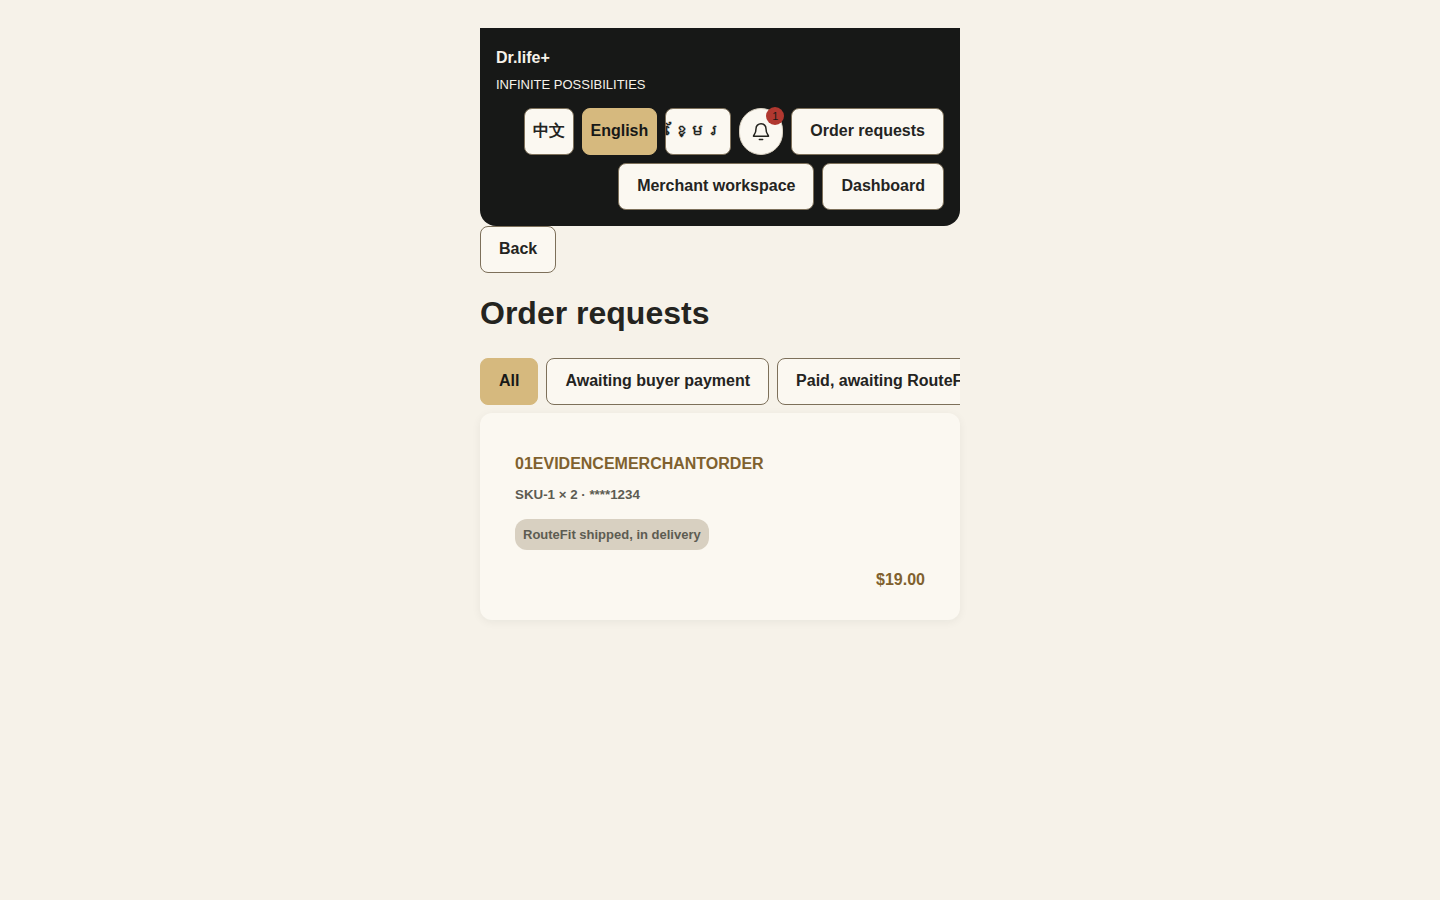 Dr.life+
INFINITE POSSIBILITIES
中文 English ខ្មែរ 1 Order requests
Merchant workspace Dashboard
Back
Order requests
All Awaiting buyer payment Paid, awaiting RouteF
01EVIDENCEMERCHANTORDER
SKU-1 × 2 · ****1234
RouteFit shipped, in delivery
$19.00